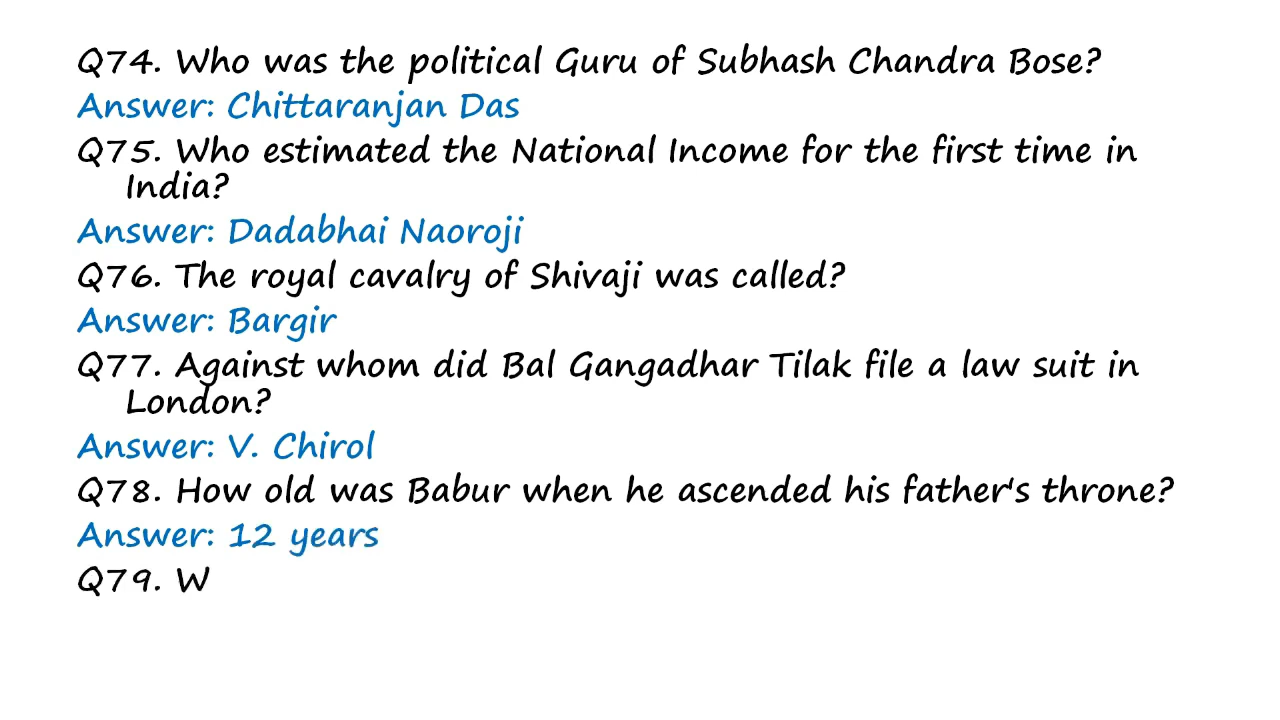 Q74. Who was the political Guru of Subhash Chandra Bose?
Answer: Chittaranjan Das
Q75. Who estimated the National Income for the first time in
India?
Answer: Dadabhai Naoroji
Q76. The royal cavalry of Shivaji was called?
Answer: Bargir
Q77. Against whom did Bal Gangadhar Tilak file a law suit in
London?
Answer: V. Chirol
Q78. How old was Babur when he ascended his father's throne?
Answer: 12 years
Q79. W